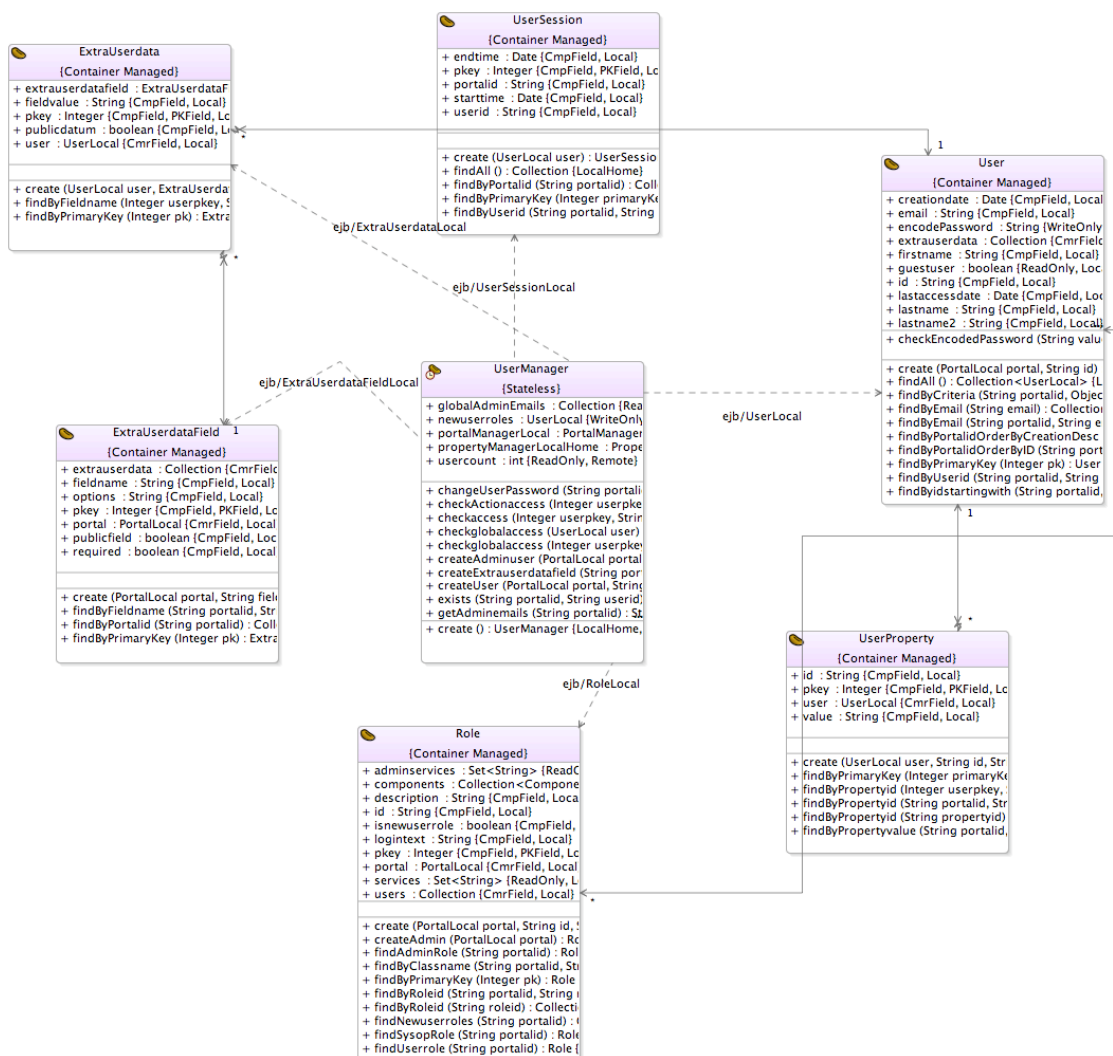 UserSession
{Container Managed}
+ endtime : Date {CmpField, Local}
+ pkey : Integer {CmpField, PKField, Lo
+ portalid : String {CmpField, Local}
+ starttime : Date {CmpField, Local}
+ userid : String {CmpField, Local}
+ create (UserLocal user) : UserSession
+ findAll () : Collection {LocalHome}
+ findByPortalid (String portalid) : Colle
+ findByPrimaryKey (Integer primaryKe
+ findByUserid (String portalid, String
ExtraUserdata
{Container Managed}
+ extrauserdatafield : ExtraUserdataF
+ fieldvalue : String {CmpField, Local}
+ pkey : Integer {CmpField, PKField, Lo
+ publicdatum : boolean {CmpField, Lo
+ user : UserLocal {CmrField, Local}
+ create (UserLocal user, ExtraUserdat
+ findByFieldname (Integer userpkey, S
+ findByPrimaryKey (Integer pk) : Extra
*
1
*
User
{Container Managed}
+ creationdate : Date {CmpField, Local
+ email : String {CmpField, Local}
+ encodePassword : String {WriteOnly
+ extrauserdata : Collection {CmrField
+ firstname : String {CmpField, Local}
+ guestuser : boolean {ReadOnly, Loc
+ id : String {CmpField, Local}
+ lastaccessdate : Date {CmpField, Loc
+ lastname : String {CmpField, Local}
+ lastname2 : String {CmpField, Local}
+ checkEncodedPassword (String valu
+ create (PortalLocal portal, String id)
+ findAll () : Collection<UserLocal> {L
+ findByCriteria (String portalid, Objec
+ findByEmail (String email) : Collection
+ findByEmail (String portalid, String e
+ findByPortalidOrderByCreationDesc
+ findByPortalidOrderByID (String port
+ findByPrimaryKey (Integer pk) : User
+ findByUserid (String portalid, String
+ findByidstartingwith (String portalid,
ejb/ExtraUserdataLocal
ejb/UserSessionLocal
ejb/ExtraUserdataFieldLocal
ejb/UserLocal
UserManager
{Stateless}
+ globalAdminEmails : Collection {Rea
+ newuserroles : UserLocal {WriteOnly
+ portalManagerLocal : PortalManager
+ propertyManagerLocalHome : Prope
+ usercount : int {ReadOnly, Remote}
+ changeUserPassword (String portali
+ checkActionaccess (Integer userpke
+ checkaccess (Integer userpkey, Strin
+ checkglobalaccess (UserLocal user)
+ checkglobalaccess (Integer userpkey
+ createAdminuser (PortalLocal portal
+ createExtrauserdatafield (String port
+ createUser (PortalLocal portal, String
+ exists (String portalid, String userid)
+ getAdminemails (String portalid) : St
+ create () : UserManager {LocalHome,
1
ExtraUserdataField
{Container Managed}
+ extrauserdata : Collection {CmrField
+ fieldname : String {CmpField, Local}
+ options : String {CmpField, Local}
+ pkey : Integer {CmpField, PKField, Lo
+ portal : PortalLocal {CmrField, Local}
+ publicfield : boolean {CmpField, Loca
+ required : boolean {CmpField, Local
+ create (PortalLocal portal, String fiel
+ findByFieldname (String portalid, Str
+ findByPortalid (String portalid) : Colle
+ findByPrimaryKey (Integer pk) : Extra
1
*
UserProperty
{Container Managed}
+ id : String {CmpField, Local}
+ pkey : Integer {CmpField, PKField, Lo
+ user : UserLocal {CmrField, Local}
+ value : String {CmpField, Local}
+ create (UserLocal user, String id, Str
+ findByPrimaryKey (Integer primaryKe
+ findByPropertyid (Integer userpkey,
+ findByPropertyid (String portalid, Str
+ findByPropertyid (String propertyid)
+ findByPropertyvalue (String portalid,
ejb/RoleLocal
Role
{Container Managed}
+ adminservices : Set<String> {ReadO
+ components : Collection<Compone
+ description : String {CmpField, Loca
+ id : String {CmpField, Local}
+ isnewuserrole : boolean {CmpField,
+ logintext : String {CmpField, Local}
+ pkey : Integer {CmpField, PKField, Lo
+ portal : PortalLocal {CmrField, Local}
+ services : Set<String> {ReadOnly, L
+ users : Collection {CmrField, Local}
*
+ create (PortalLocal portal, String id, S
+ createAdmin (PortalLocal portal) : Ro
+ findAdminRole (String portalid) : Rol
+ findByClassname (String portalid, Str
+ findByPrimaryKey (Integer pk) : Role
+ findByRoleid (String portalid, String r
+ findByRoleid (String roleid) : Collecti
+ findNewuserroles (String portalid) : C
+ findSysopRole (String portalid) : Role
+ findUserrole (String portalid) : Role {